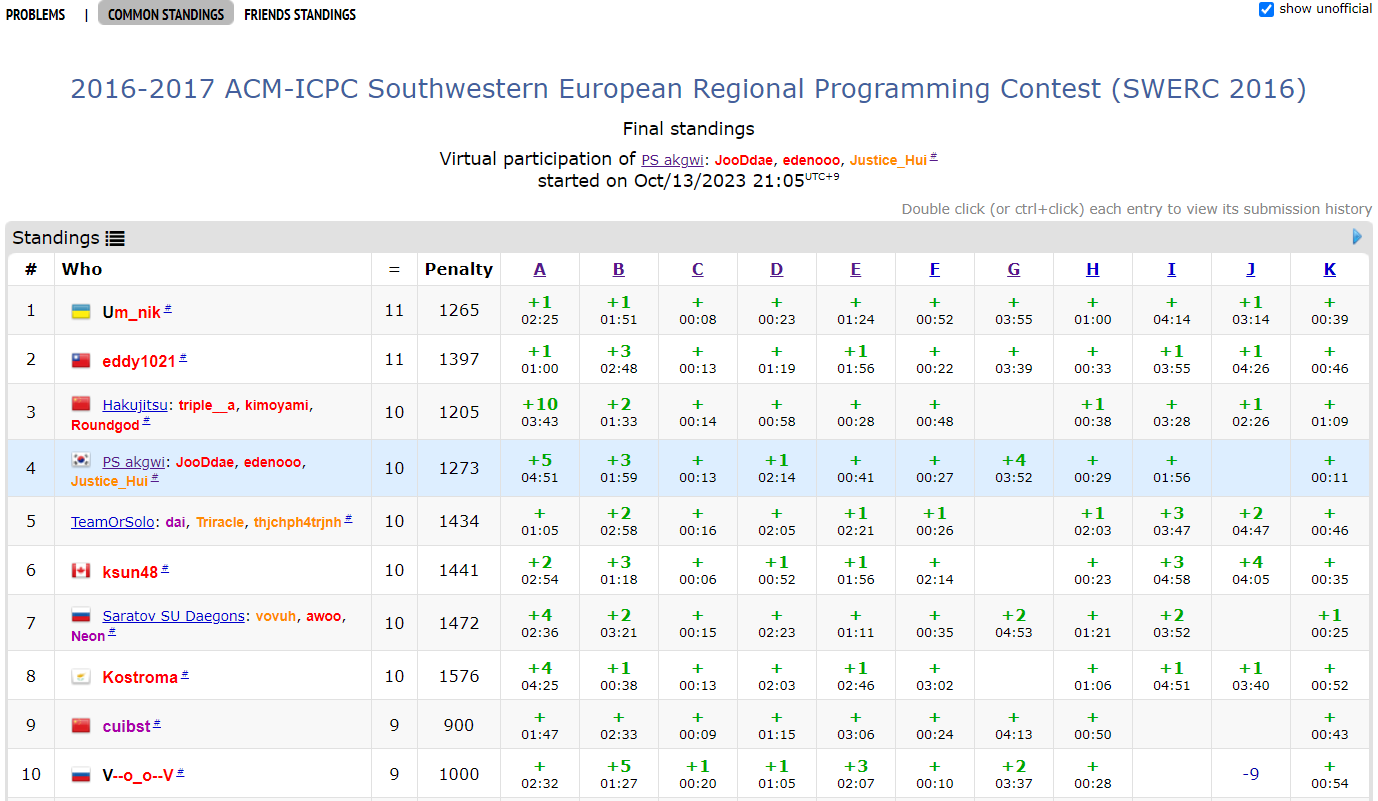 PROBLEMS | COMMON STANDINGS FRIENDS STANDINGS show unofficial
2016-2017 ACM-ICPC Southwestern European Regional Programming Contest (SWERC 2016)
Final standings
Virtual participation of PS akgwi: JooDdae, edenooo, Justice_Hui #
started on Oct/13/2023 21:05 UTC+9
Double click (or ctrl+click) each entry to view its submission history
Standings
# Who = Penalty A B C D E F G H I J K
1 Um_nik # 11 1265 +1 +1 + + + + + + + +1 +
02:25 01:51 00:08 00:23 01:24 00:52 03:55 01:00 04:14 03:14 00:39
2 eddy1021 # 11 1397 +1 +3 + + +1 + + + +1 +1 +
01:00 02:48 00:13 01:19 01:56 00:22 03:39 00:33 03:55 04:26 00:46
3 Hakujitsu: triple__a, kimoyami, 10 1205 +10 +2 + + + + +1 + +1 +
Roundgod # 03:43 01:33 00:14 00:58 00:28 00:48 00:38 03:28 02:26 01:09
4 PS akgwi: JooDdae, edenooo, 10 1273 +5 +3 + +1 + + +4 + + +
Justice_Hui # 04:51 01:59 00:13 02:14 00:41 00:27 03:52 00:29 01:56 00:11
5 TeamOrSolo: dai, Triracle, thjchph4trjnh # 10 1434 + +2 + + +1 +1 +1 +3 +2 +
01:05 02:58 00:16 02:05 02:21 00:26 02:03 03:47 04:47 00:46
6 ksun48 # 10 1441 +2 +3 + +1 +1 + + +3 +4 +
02:54 01:18 00:06 00:52 01:56 02:14 00:23 04:58 04:05 00:35
7 Saratov SU Daegons: vovuh, awoo, 10 1472 +4 +2 + + + + +2 + +2 +1
Neon # 02:36 03:21 00:15 02:23 01:11 00:35 04:53 01:21 03:52 00:25
8 Kostroma # 10 1576 +4 +1 + + +1 + + +1 +1 +
04:25 00:38 00:13 02:03 02:46 03:02 01:06 04:51 03:40 00:52
9 cuibst # 9 900 + + + + + + + + +
01:47 02:33 00:09 01:15 03:06 00:24 04:13 00:50 00:43
10 V--o_o--V # 9 1000 + +5 +1 +1 +3 + +2 + -9 +
02:32 01:27 00:20 01:05 02:07 00:10 03:37 00:28 00:54